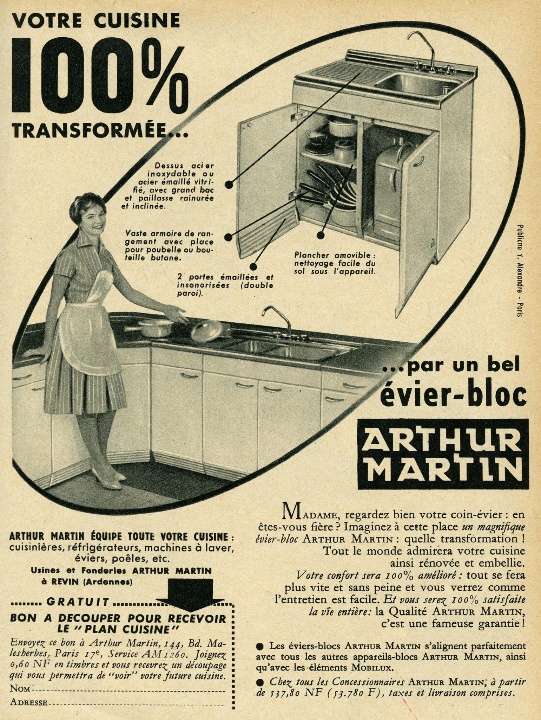 VOTRE CUISINE
100%
TRANSFORMÉE...
Dessus acier
inoxydable ou
acier émaillé vitri-
fié, avec grand bac
et paillasse rainurée
et inclinée.
Vaste armoire de ran-
gement avec place
pour poubelle ou bou-
teille butane.
2 portes émaillées et
insonorisées (double
paroi).
Plancher amovible :
nettoyage facile du
sol sous l'appareil.
Publicité T. Alexandre - Paris
...par un bel
évier-bloc
ARTHUR
MARTIN
MADAME, regardez bien votre coin-évier : en
êtes-vous fière ? Imaginez à cette place un magnifique
évier-bloc ARTHUR MARTIN : quelle transformation !
Tout le monde admirera votre cuisine
ainsi rénovée et embellie.
Votre confort sera 100% amélioré : tout se fera
plus vite et sans peine et vous verrez comme
l'entretien est facile. Et vous serez 100% satisfaite
la vie entière : la Qualité ARTHUR MARTIN,
c'est une fameuse garantie !
● Les éviers-blocs ARTHUR MARTIN s'alignent parfaitement
avec tous les autres appareils-blocs ARTHUR MARTIN, ainsi
qu'avec les éléments MOBILUX.
● Chez tous les Concessionnaires ARTHUR MARTIN, à partir
de 537,80 NF (53.780 F), taxes et livraison comprises.
ARTHUR MARTIN ÉQUIPE TOUTE VOTRE CUISINE :
cuisinières, réfrigérateurs, machines à laver,
éviers, poêles, etc.
Usines et Fonderies ARTHUR MARTIN
à REVIN (Ardennes)
GRATUIT
BON A DECOUPER POUR RECEVOIR
LE "PLAN CUISINE"
Envoyez ce bon à Arthur Martin, 144, Bd. Ma-
lesherbes, Paris 17e, Service AM1260. Joignez
0,60 NF en timbres et vous recevrez un découpage
qui vous permettra de "voir" votre future cuisine.
NOM
ADRESSE